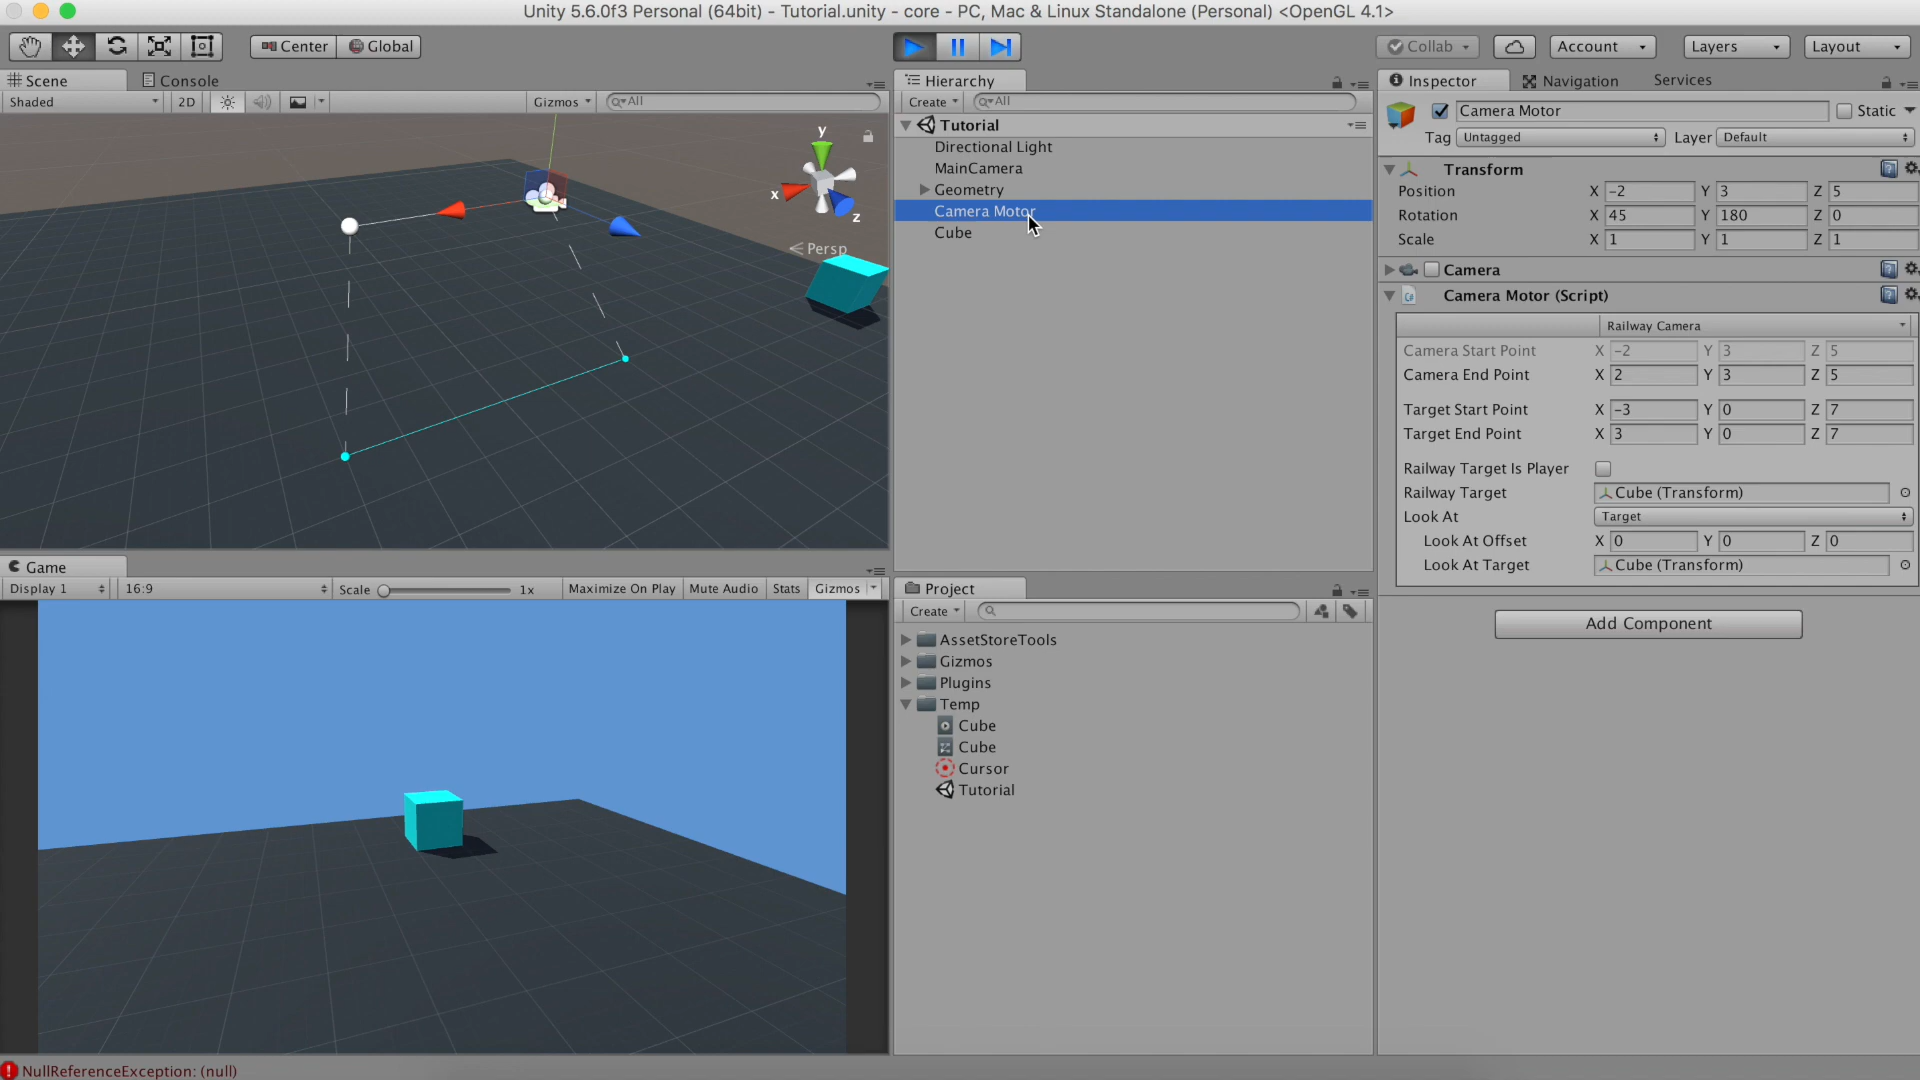 Unity 5.6.0f3 Personal (64bit) - Tutorial.unity - core - PC, Mac & Linux Standalone (Personal) <OpenGL 4.1>
Center Global
Collab Account Layers Layout
Scene Console
Shaded 2D Gizmos All
y
x
z
Persp
Game
Display 1 16:9 Scale 1x Maximize On Play Mute Audio Stats Gizmos
Hierarchy
Create All
Tutorial
Directional Light
MainCamera
Geometry
Camera Motor
Cube
Project
Create
AssetStoreTools
Gizmos
Plugins
Temp
Cube
Cube
Cursor
Tutorial
Inspector Navigation Services
Camera Motor Static
Tag Untagged Layer Default
Transform
Position X -2 Y 3 Z 5
Rotation X 45 Y 180 Z 0
Scale X 1 Y 1 Z 1
Camera
Camera Motor (Script)
Railway Camera
Camera Start Point X -2 Y 3 Z 5
Camera End Point X 2 Y 3 Z 5
Target Start Point X -3 Y 0 Z 7
Target End Point X 3 Y 0 Z 7
Railway Target Is Player
Railway Target Cube (Transform)
Look At Target
Look At Offset X 0 Y 0 Z 0
Look At Target Cube (Transform)
Add Component
NullReferenceException: (null)